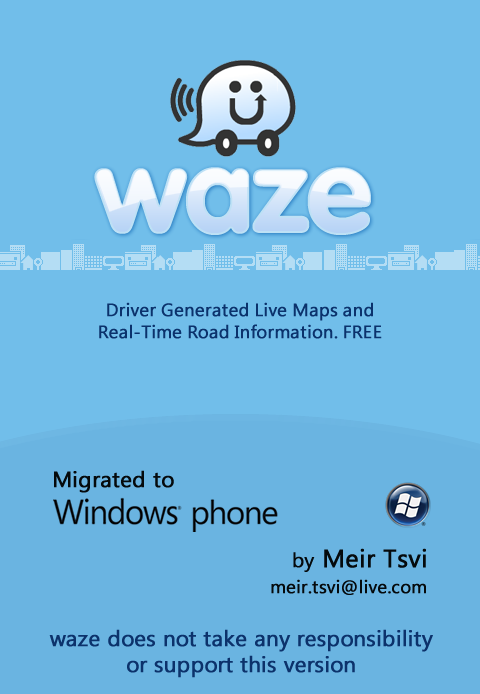 waze
Driver Generated Live Maps and
Real-Time Road Information. FREE
Migrated to
Windows® phone
by Meir Tsvi
meir.tsvi@live.com
waze does not take any responsibility
or support this version